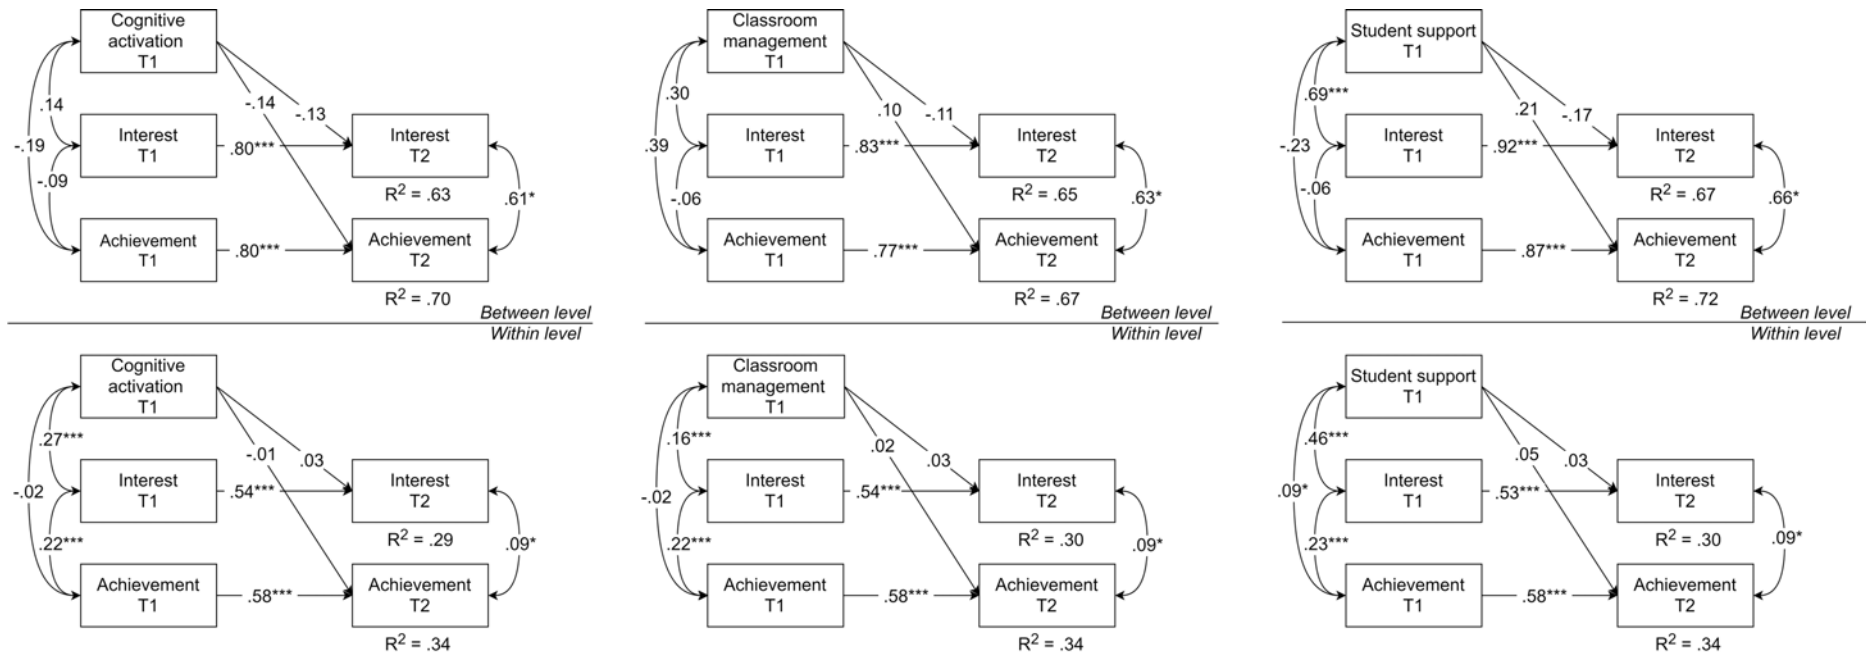 Cognitive
activation
T1
.14
-.14
-.13
-.19
Interest
T1
.80***
Interest
T2
-.09
R² = .63
.61*
Achievement
T1
.80***
Achievement
T2
R² = .70
Between level
Within level
Cognitive
activation
T1
.27***
-.01
.03
-.02
Interest
T1
.54***
Interest
T2
.22***
R² = .29
.09*
Achievement
T1
.58***
Achievement
T2
R² = .34
Classroom
management
T1
.30
.10
-.11
.39
Interest
T1
.83***
Interest
T2
-.06
R² = .65
.63*
Achievement
T1
.77***
Achievement
T2
R² = .67
Between level
Within level
Classroom
management
T1
.16***
.02
.03
-.02
Interest
T1
.54***
Interest
T2
.22***
R² = .30
.09*
Achievement
T1
.58***
Achievement
T2
R² = .34
Student support
T1
.69***
.21
-.17
-.23
Interest
T1
.92***
Interest
T2
-.06
R² = .67
.66*
Achievement
T1
.87***
Achievement
T2
R² = .72
Between level
Within level
Student support
T1
.46***
.05
.03
.09*
Interest
T1
.53***
Interest
T2
.23***
R² = .30
.09*
Achievement
T1
.58***
Achievement
T2
R² = .34